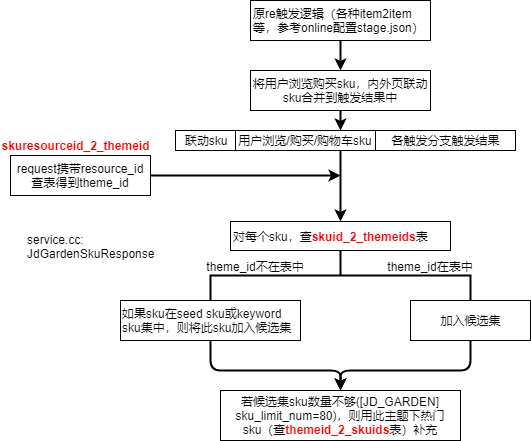 原re触发逻辑（各种item2item
等，参考online配置stage.json）
将用户浏览购买sku，内外页联动
sku合并到触发结果中
联动sku
用户浏览/购买/购物车sku
各触发分支触发结果
skuresourceid_2_themeid
request携带resource_id
查表得到theme_id
service.cc:
JdGardenSkuResponse
对每个sku，查skuid_2_themeids表
theme_id不在表中
theme_id在表中
如果sku在seed sku或keyword
sku集中，则将此sku加入候选集
加入候选集
若候选集sku数量不够([JD_GARDEN]
sku_limit_num=80)，则用此主题下热门
sku（查themeid_2_skuids表）补充